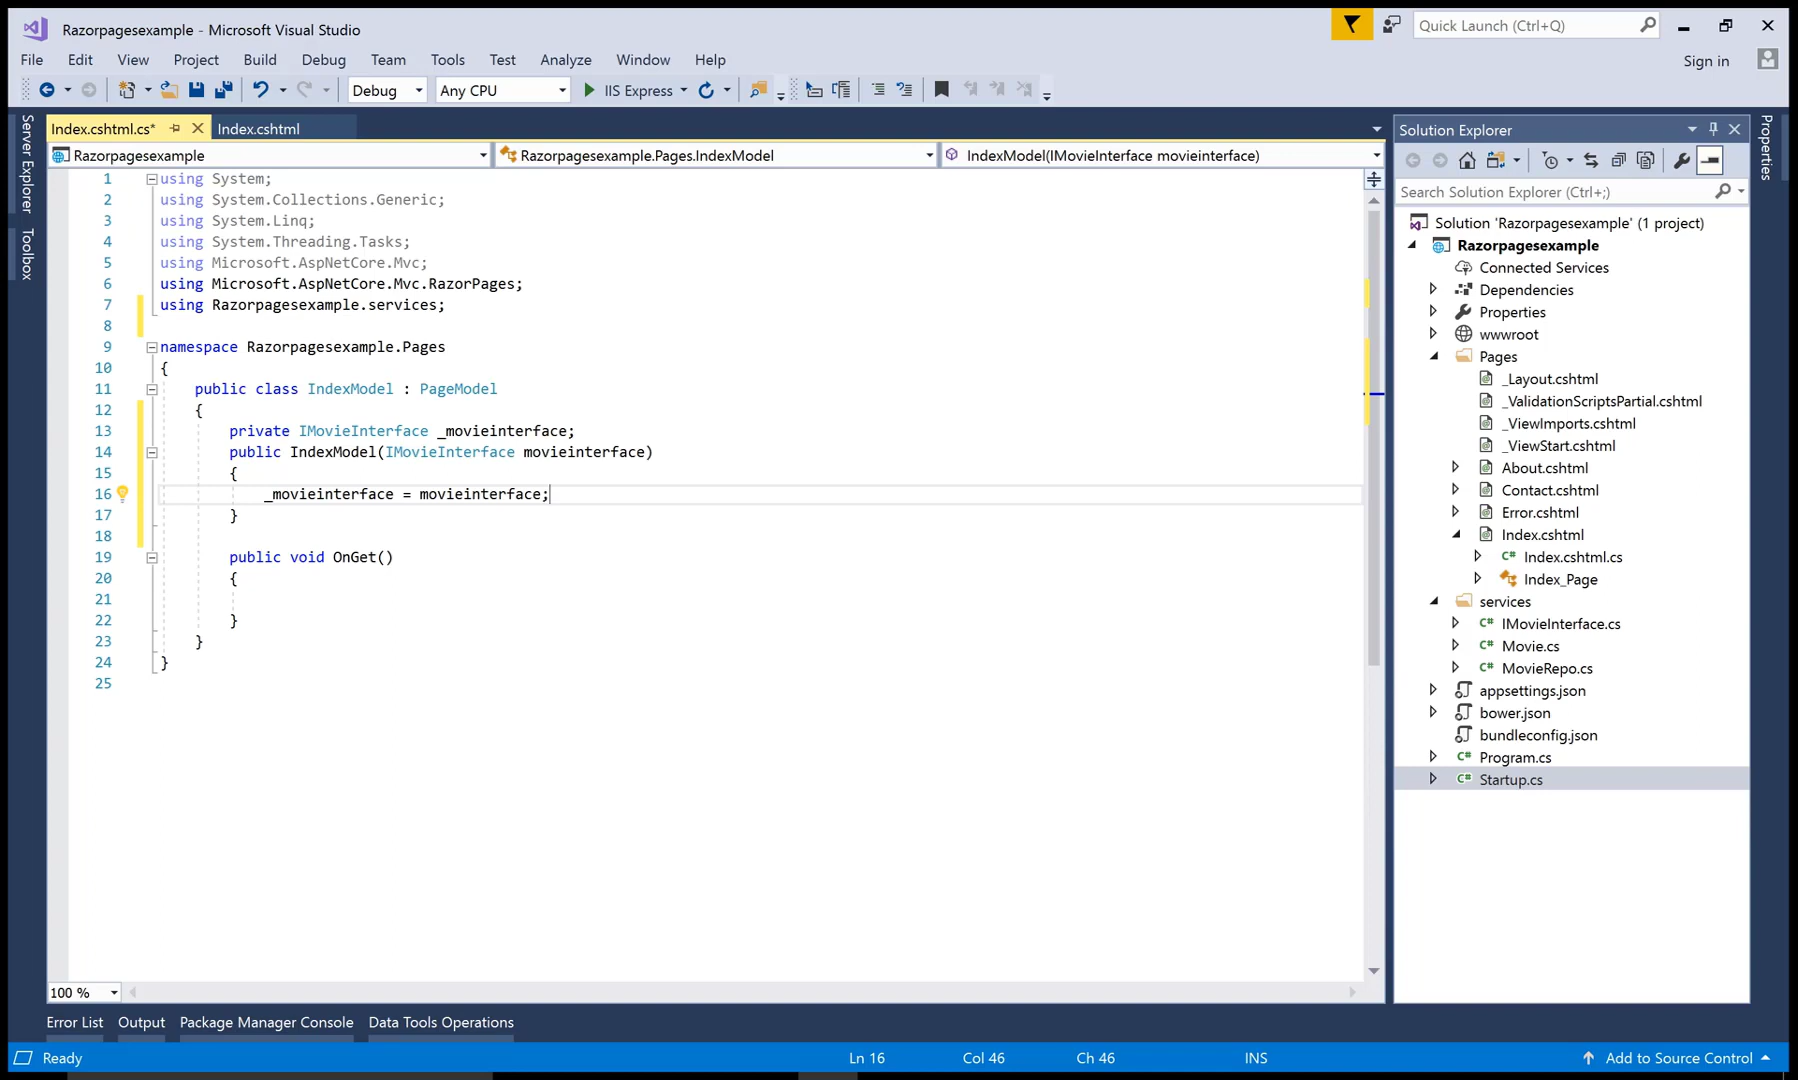 Razorpagesexample - Microsoft Visual Studio
Quick Launch (Ctrl+Q)
File Edit View Project Build Debug Team Tools Test Analyze Window Help
Sign in
Debug Any CPU IIS Express
Server Explorer
Toolbox
Index.cshtml.cs* Index.cshtml
Razorpagesexample Razorpagesexample.Pages.IndexModel IndexModel(IMovieInterface movieinterface)
1 using System;
2 using System.Collections.Generic;
3 using System.Linq;
4 using System.Threading.Tasks;
5 using Microsoft.AspNetCore.Mvc;
6 using Microsoft.AspNetCore.Mvc.RazorPages;
7 using Razorpagesexample.services;
8
9 namespace Razorpagesexample.Pages
10 {
11 public class IndexModel : PageModel
12 {
13 private IMovieInterface _movieinterface;
14 public IndexModel(IMovieInterface movieinterface)
15 {
16 _movieinterface = movieinterface;
17 }
18
19 public void OnGet()
20 {
21
22 }
23 }
24 }
25
100 %
Solution Explorer
Search Solution Explorer (Ctrl+;)
Solution 'Razorpagesexample' (1 project)
Razorpagesexample
Connected Services
Dependencies
Properties
wwwroot
Pages
_Layout.cshtml
_ValidationScriptsPartial.cshtml
_ViewImports.cshtml
_ViewStart.cshtml
About.cshtml
Contact.cshtml
Error.cshtml
Index.cshtml
C# Index.cshtml.cs
Index_Page
services
C# IMovieInterface.cs
C# Movie.cs
C# MovieRepo.cs
appsettings.json
bower.json
bundleconfig.json
C# Program.cs
C# Startup.cs
Properties
Error List Output Package Manager Console Data Tools Operations
Ready Ln 16 Col 46 Ch 46 INS Add to Source Control